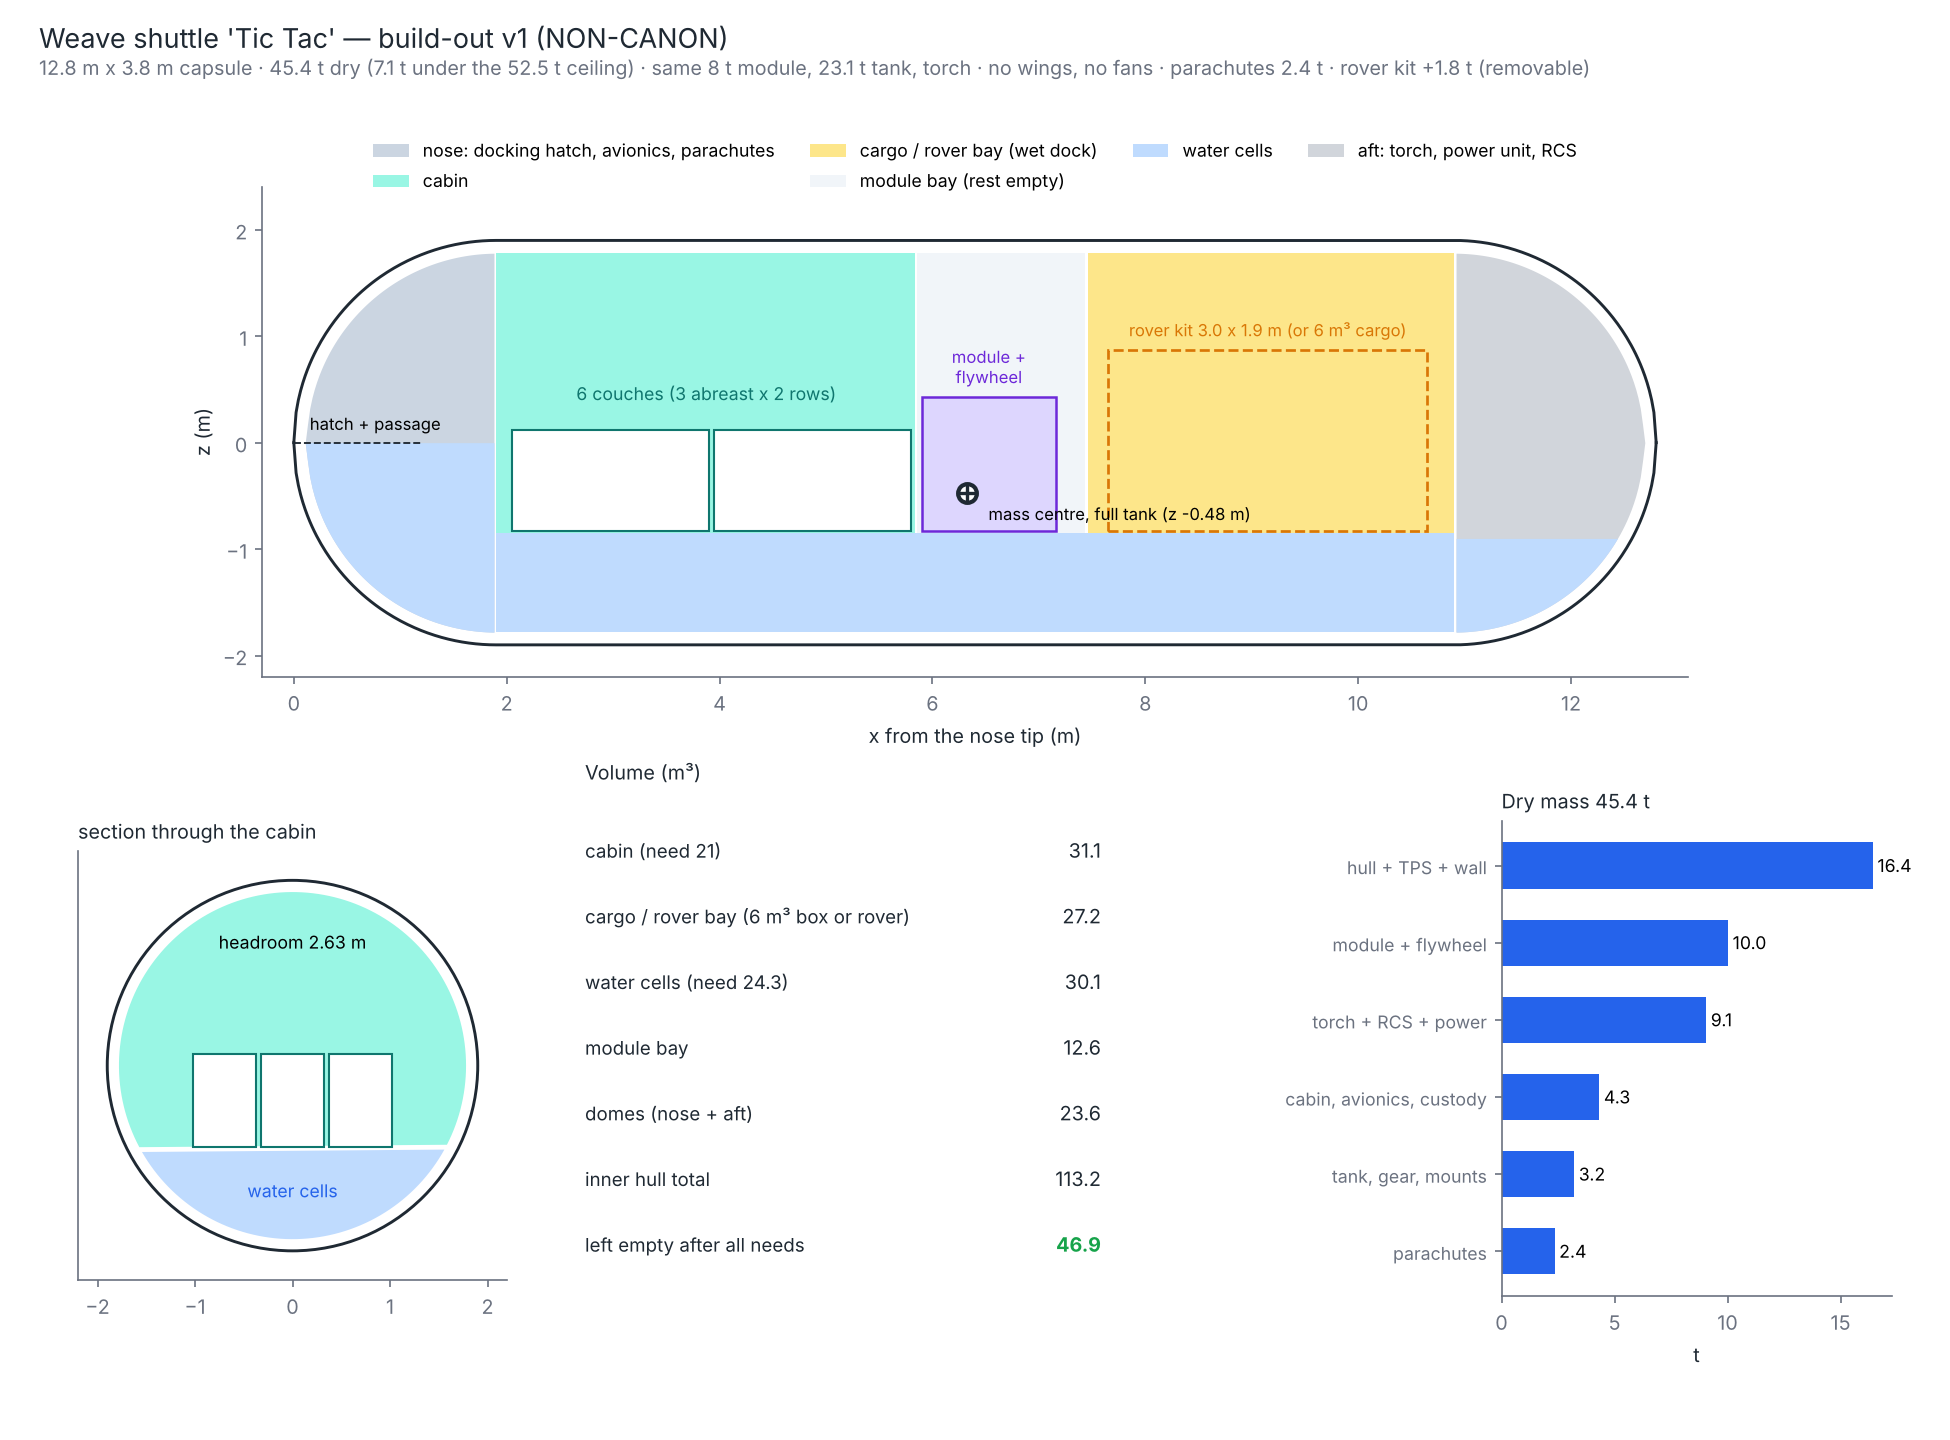 Weave shuttle 'Tic Tac' — build-out v1 (NON-CANON)
12.8 m x 3.8 m capsule · 45.4 t dry (7.1 t under the 52.5 t ceiling) · same 8 t module, 23.1 t tank, torch · no wings, no fans · parachutes 2.4 t · rover kit +1.8 t (removable)
nose: docking hatch, avionics, parachutes
cargo / rover bay (wet dock)
water cells
aft: torch, power unit, RCS
cabin
module bay (rest empty)
2
1
0
−1
−2
z (m)
rover kit 3.0 x 1.9 m (or 6 m³ cargo)
module +
flywheel
6 couches (3 abreast x 2 rows)
hatch + passage
mass centre, full tank (z -0.48 m)
0 2 4 6 8 10 12
x from the nose tip (m)
section through the cabin
headroom 2.63 m
water cells
−2 −1 0 1 2
Volume (m³)
cabin (need 21) 31.1
cargo / rover bay (6 m³ box or rover) 27.2
water cells (need 24.3) 30.1
module bay 12.6
domes (nose + aft) 23.6
inner hull total 113.2
left empty after all needs 46.9
Dry mass 45.4 t
hull + TPS + wall 16.4
module + flywheel 10.0
torch + RCS + power 9.1
cabin, avionics, custody 4.3
tank, gear, mounts 3.2
parachutes 2.4
0 5 10 15
t